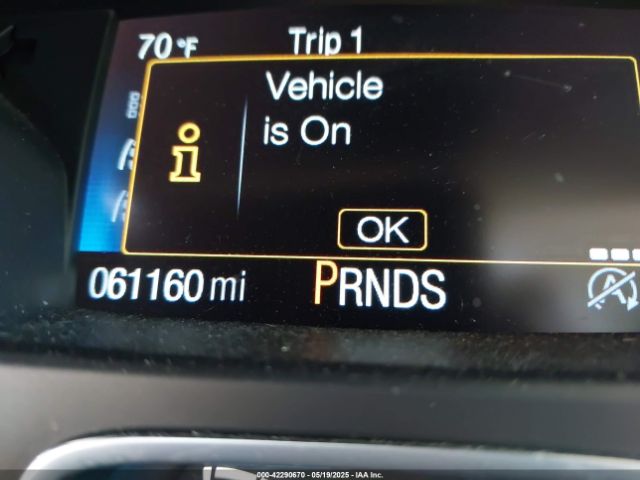 70 °F Trip 1
Vehicle
is On
i
OK
061160 mi PRNDS
A
000-42290670 - 05/19/2025 - IAA Inc.